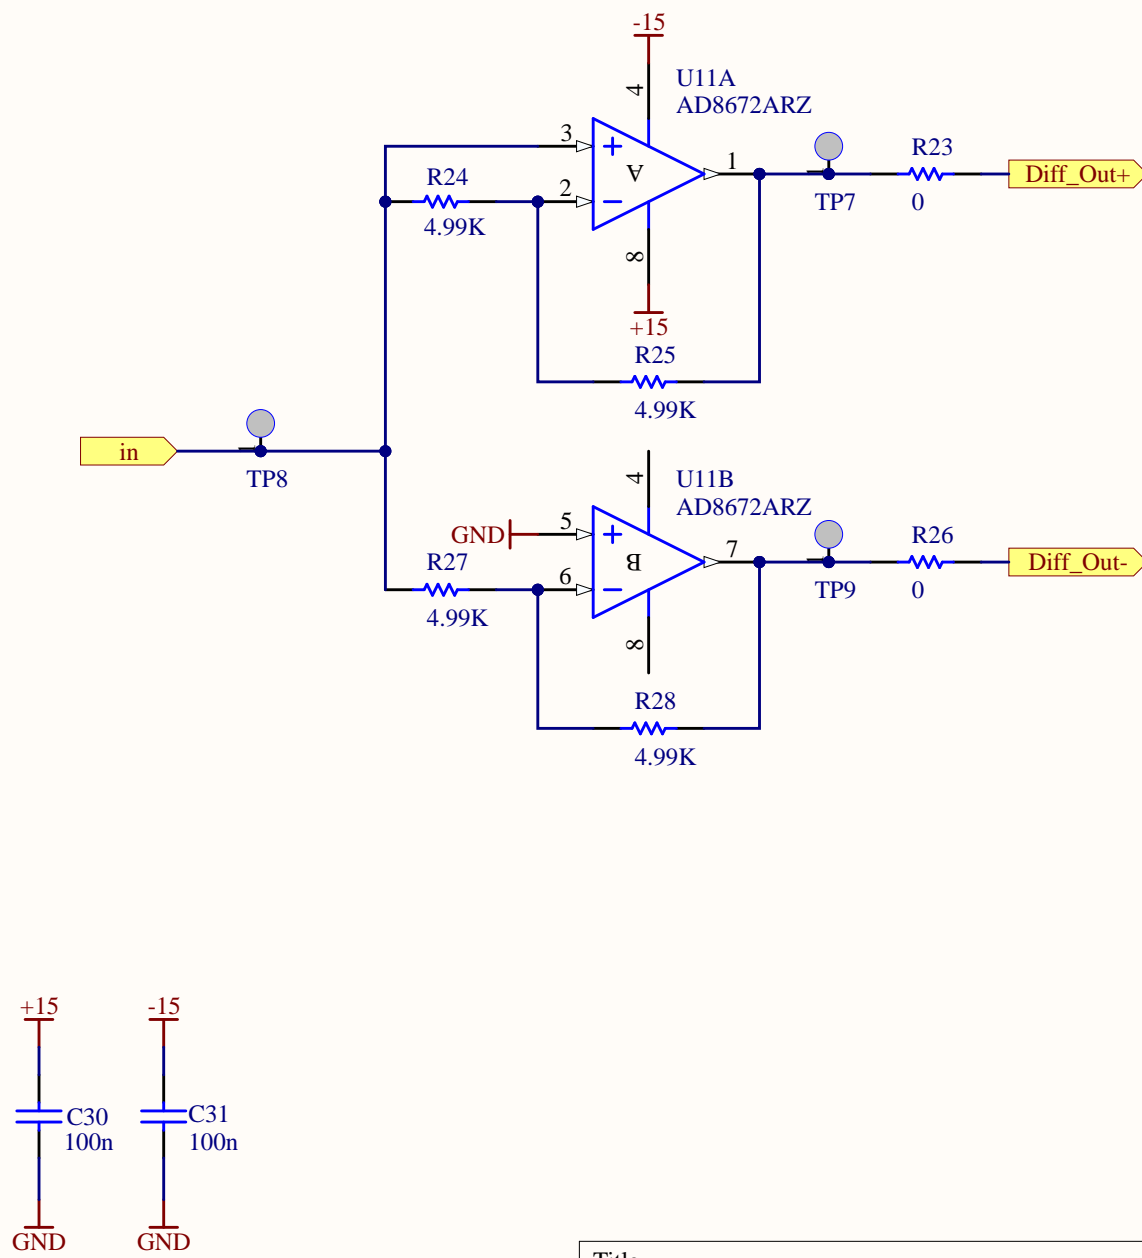 -15
U11A
AD8672ARZ
4
3
2
1
A
8
+15
R24
4.99K
R25
4.99K
TP7
R23
0
Diff_Out+
in
TP8
U11B
AD8672ARZ
4
GND
5
6
7
B
8
R27
4.99K
R28
4.99K
TP9
R26
0
Diff_Out-
+15
C30
100n
GND
-15
C31
100n
GND
Title